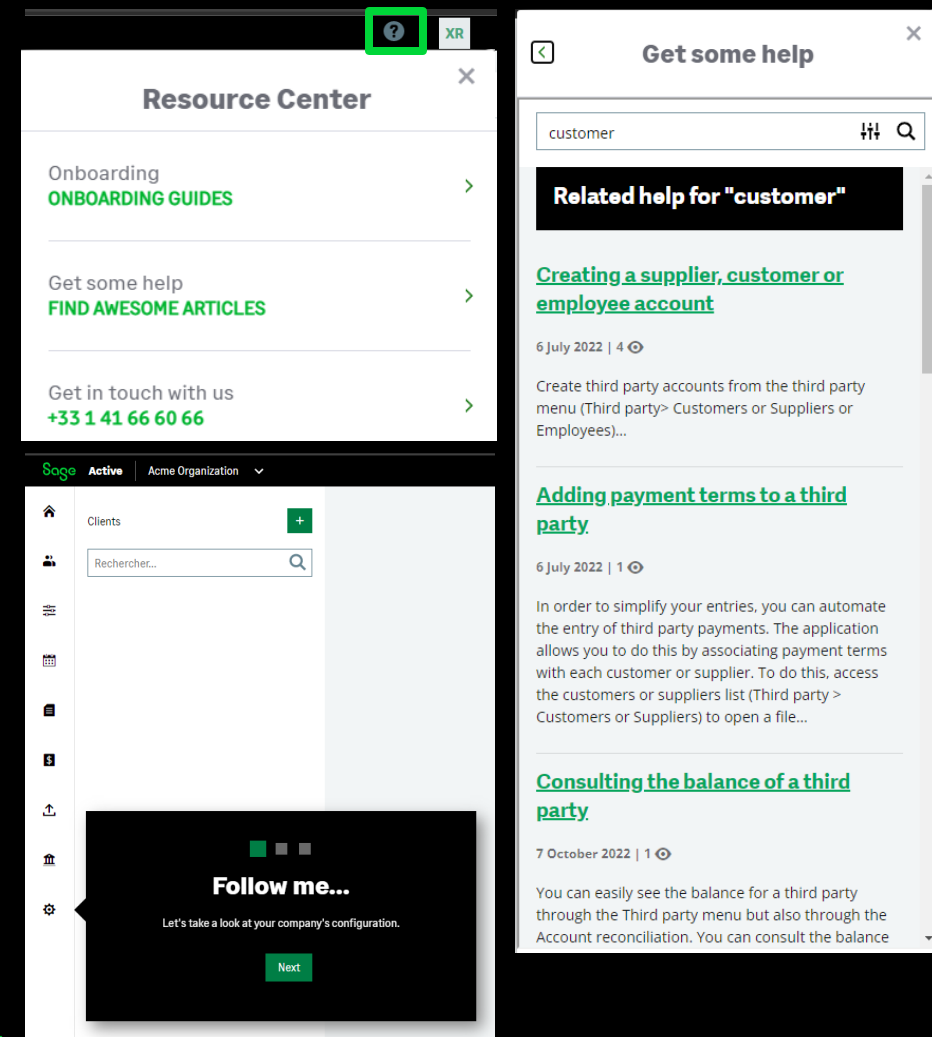 ?
XR
Resource Center
Onboarding
ONBOARDING GUIDES
Get some help
FIND AWESOME ARTICLES
Get in touch with us
+33 1 41 66 60 66
Sage Active Acme Organization
Clients
+
Rechercher...
$
Follow me...
Let's take a look at your company's configuration.
Next
Get some help
customer
Related help for "customer"
Creating a supplier, customer or
employee account
6 July 2022 | 4
Create third party accounts from the third party
menu (Third party> Customers or Suppliers or
Employees)...
Adding payment terms to a third
party
6 July 2022 | 1
In order to simplify your entries, you can automate
the entry of third party payments. The application
allows you to do this by associating payment terms
with each customer or supplier. To do this, access
the customers or suppliers list (Third party >
Customers or Suppliers) to open a file...
Consulting the balance of a third
party
7 October 2022 | 1
You can easily see the balance for a third party
through the Third party menu but also through the
Account reconciliation. You can consult the balance